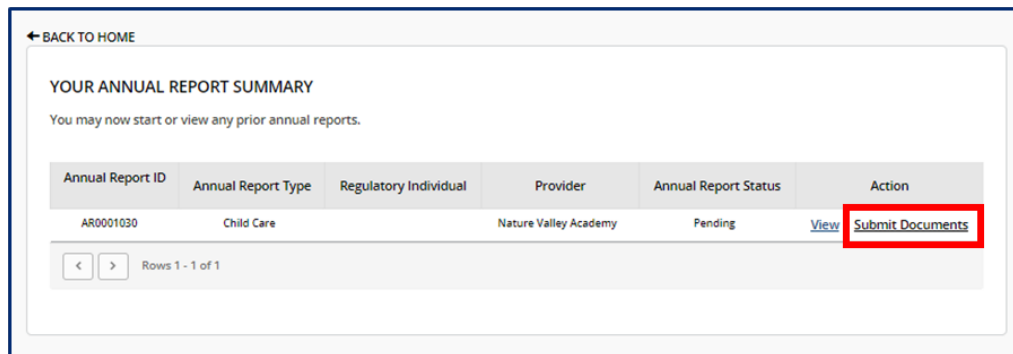 BACK TO HOME
YOUR ANNUAL REPORT SUMMARY
You may now start or view any prior annual reports.
Annual Report ID Annual Report Type Regulatory Individual Provider Annual Report Status Action
AR0001030 Child Care Nature Valley Academy Pending View Submit Documents
< > Rows 1 - 1 of 1